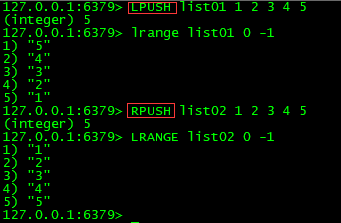 127.0.0.1:6379> LPUSH list01 1 2 3 4 5
(integer) 5
127.0.0.1:6379> lrange list01 0 -1
1) "5"
2) "4"
3) "3"
4) "2"
5) "1"
127.0.0.1:6379> RPUSH list02 1 2 3 4 5
(integer) 5
127.0.0.1:6379> LRANGE list02 0 -1
1) "1"
2) "2"
3) "3"
4) "4"
5) "5"
127.0.0.1:6379>